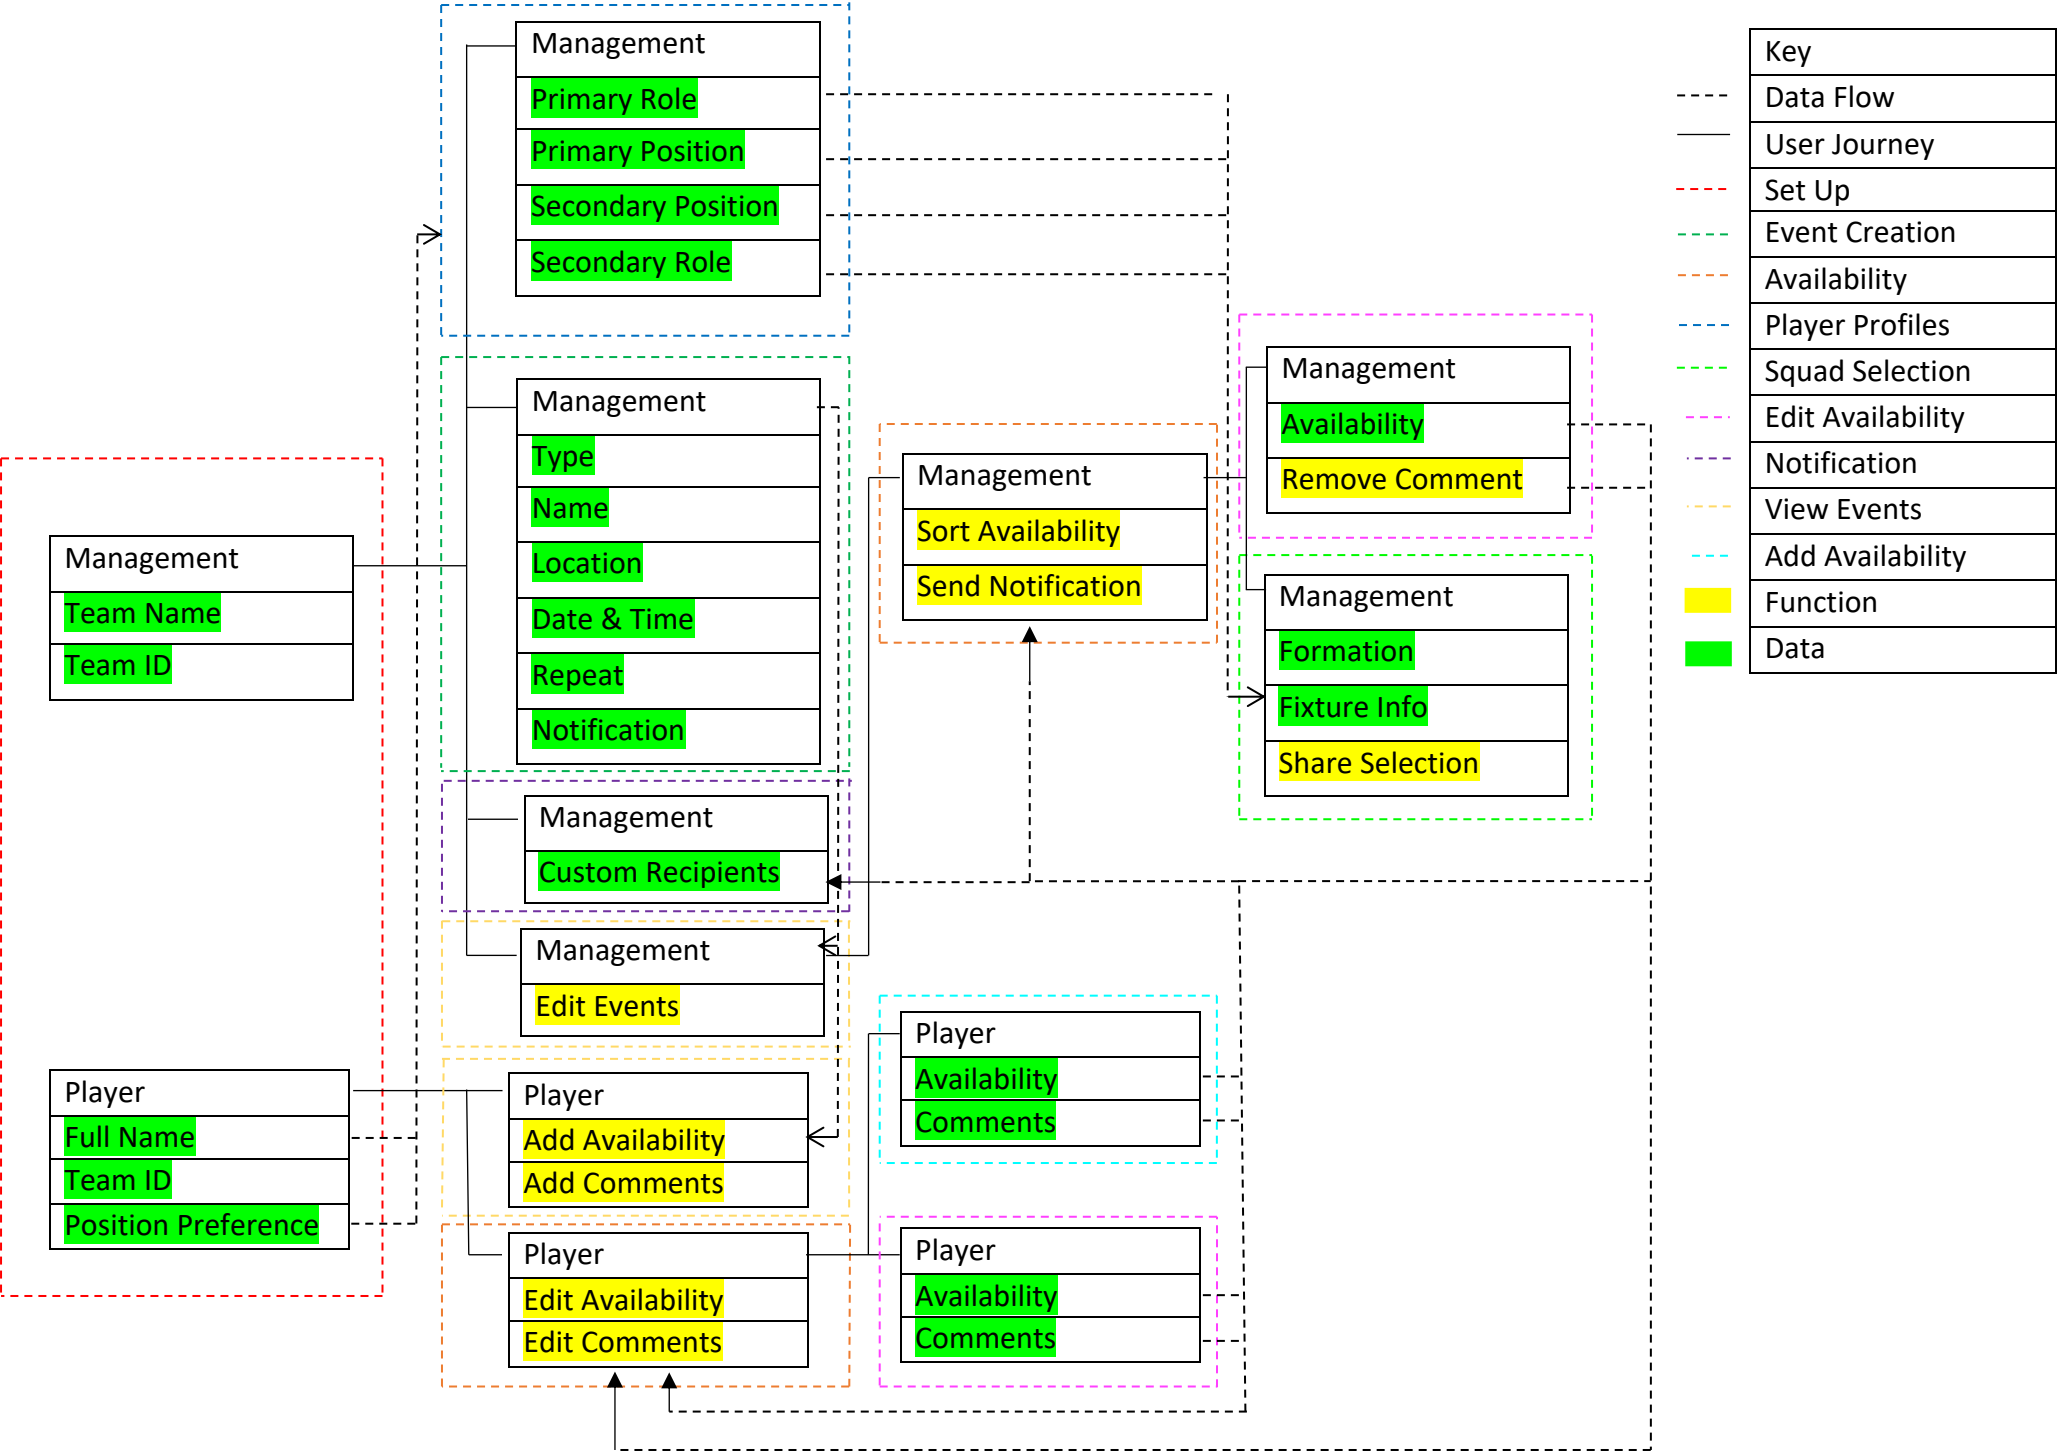 Management
Primary Role
Primary Position
Secondary Position
Secondary Role
Management
Type
Name
Location
Date & Time
Repeat
Notification
Management
Custom Recipients
Management
Edit Events
Player
Add Availability
Add Comments
Player
Edit Availability
Edit Comments
Management
Team Name
Team ID
Player
Full Name
Team ID
Position Preference
Management
Sort Availability
Send Notification
Player
Availability
Comments
Player
Availability
Comments
Management
Availability
Remove Comment
Management
Formation
Fixture Info
Share Selection
Key
Data Flow
User Journey
Set Up
Event Creation
Availability
Player Profiles
Squad Selection
Edit Availability
Notification
View Events
Add Availability
Function
Data